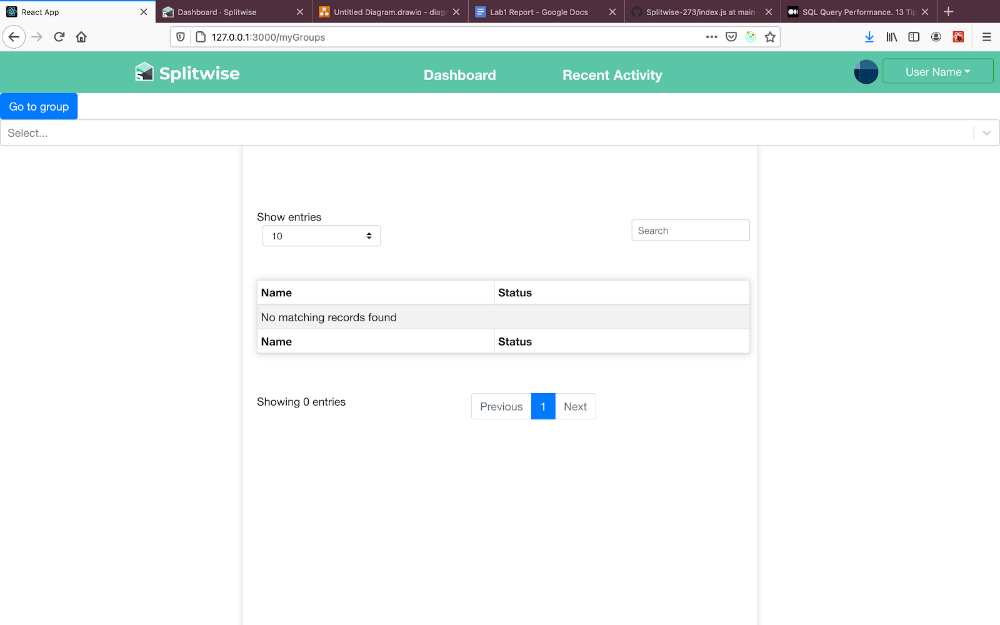 React App
Dashboard · Splitwise
Untitled Diagram.drawio - diag
Lab1 Report - Google Docs
Splitwise-273/index.js at main
SQL Query Performance. 13 Tip
127.0.0.1:3000/myGroups
Splitwise
Dashboard
Recent Activity
User Name
Go to group
Select...
Show entries
10
Search
Name Status
No matching records found
Name Status
Showing 0 entries
Previous 1 Next